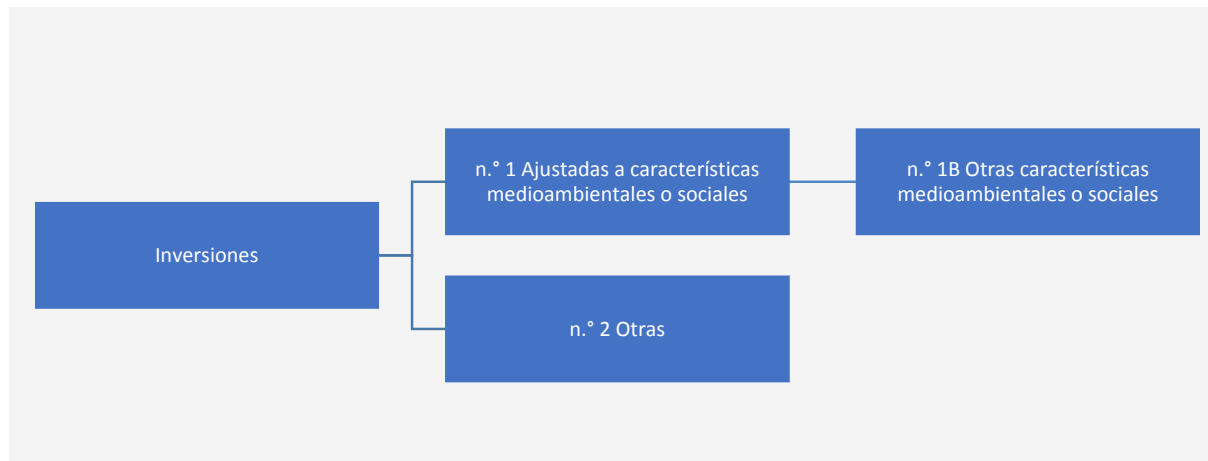 n.° 1 Ajustadas a características
medioambientales o sociales
n.° 1B Otras características
medioambientales o sociales
Inversiones
n.° 2 Otras